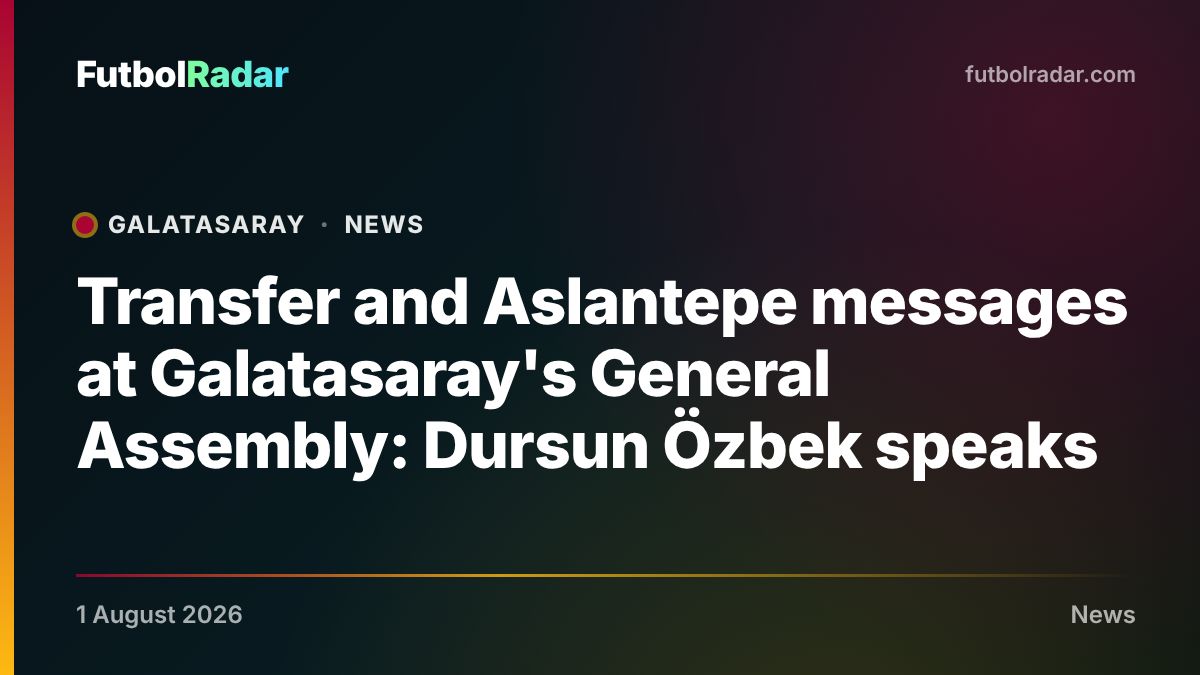 FutbolRadar
futbolradar.com
GALATASARAY · NEWS
Transfer and Aslantepe messages
at Galatasaray's General
Assembly: Dursun Özbek speaks
1 August 2026
News